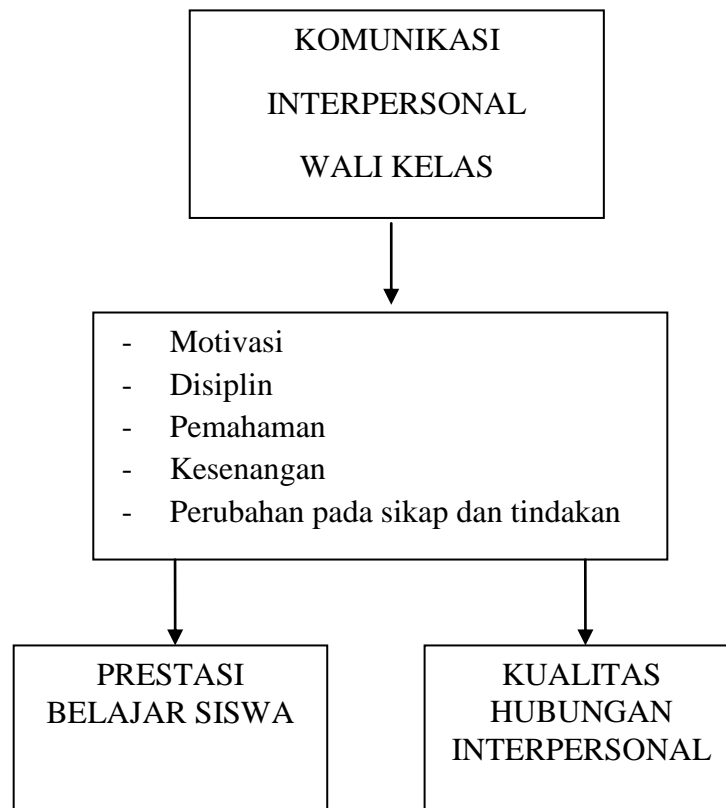 KOMUNIKASI
INTERPERSONAL
WALI KELAS
- Motivasi
- Disiplin
- Pemahaman
- Kesenangan
- Perubahan pada sikap dan tindakan
PRESTASI
BELAJAR SISWA
KUALITAS
HUBUNGAN
INTERPERSONAL